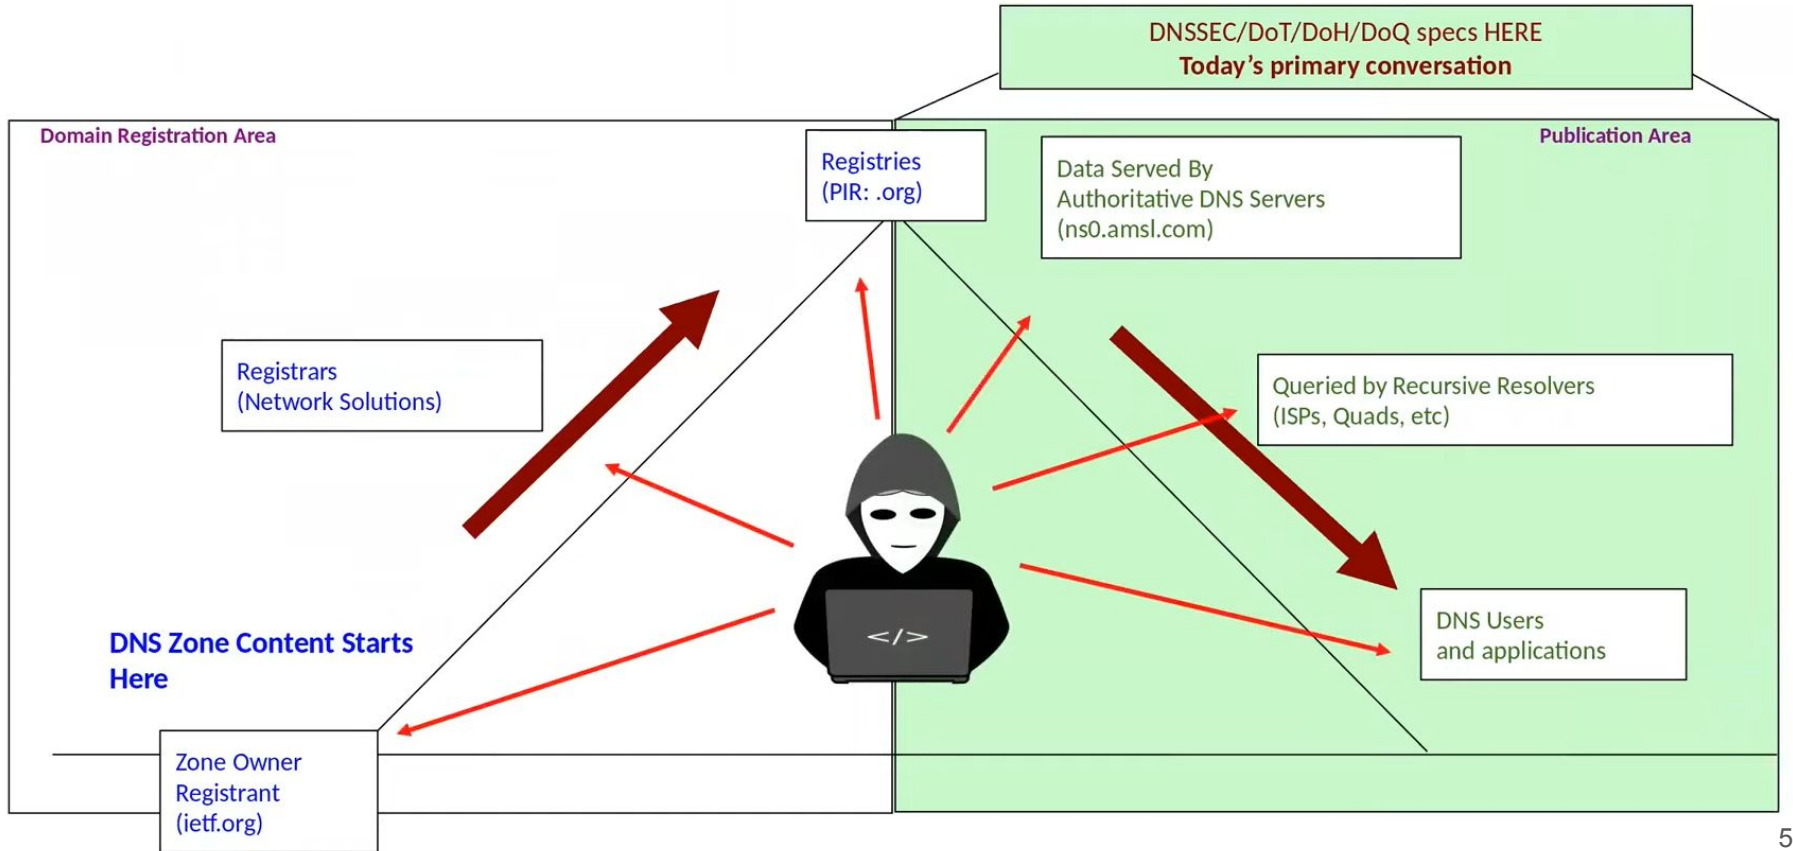 DNSSEC/DoT/DoH/DoQ specs HERE
Today's primary conversation
Domain Registration Area
Publication Area
Registries
(PIR: .org)
Data Served By
Authoritative DNS Servers
(ns0.amsl.com)
Registrars
(Network Solutions)
Queried by Recursive Resolvers
(ISPs, Quads, etc)
</>
DNS Users
and applications
DNS Zone Content Starts
Here
Zone Owner
Registrant
(ietf.org)
5